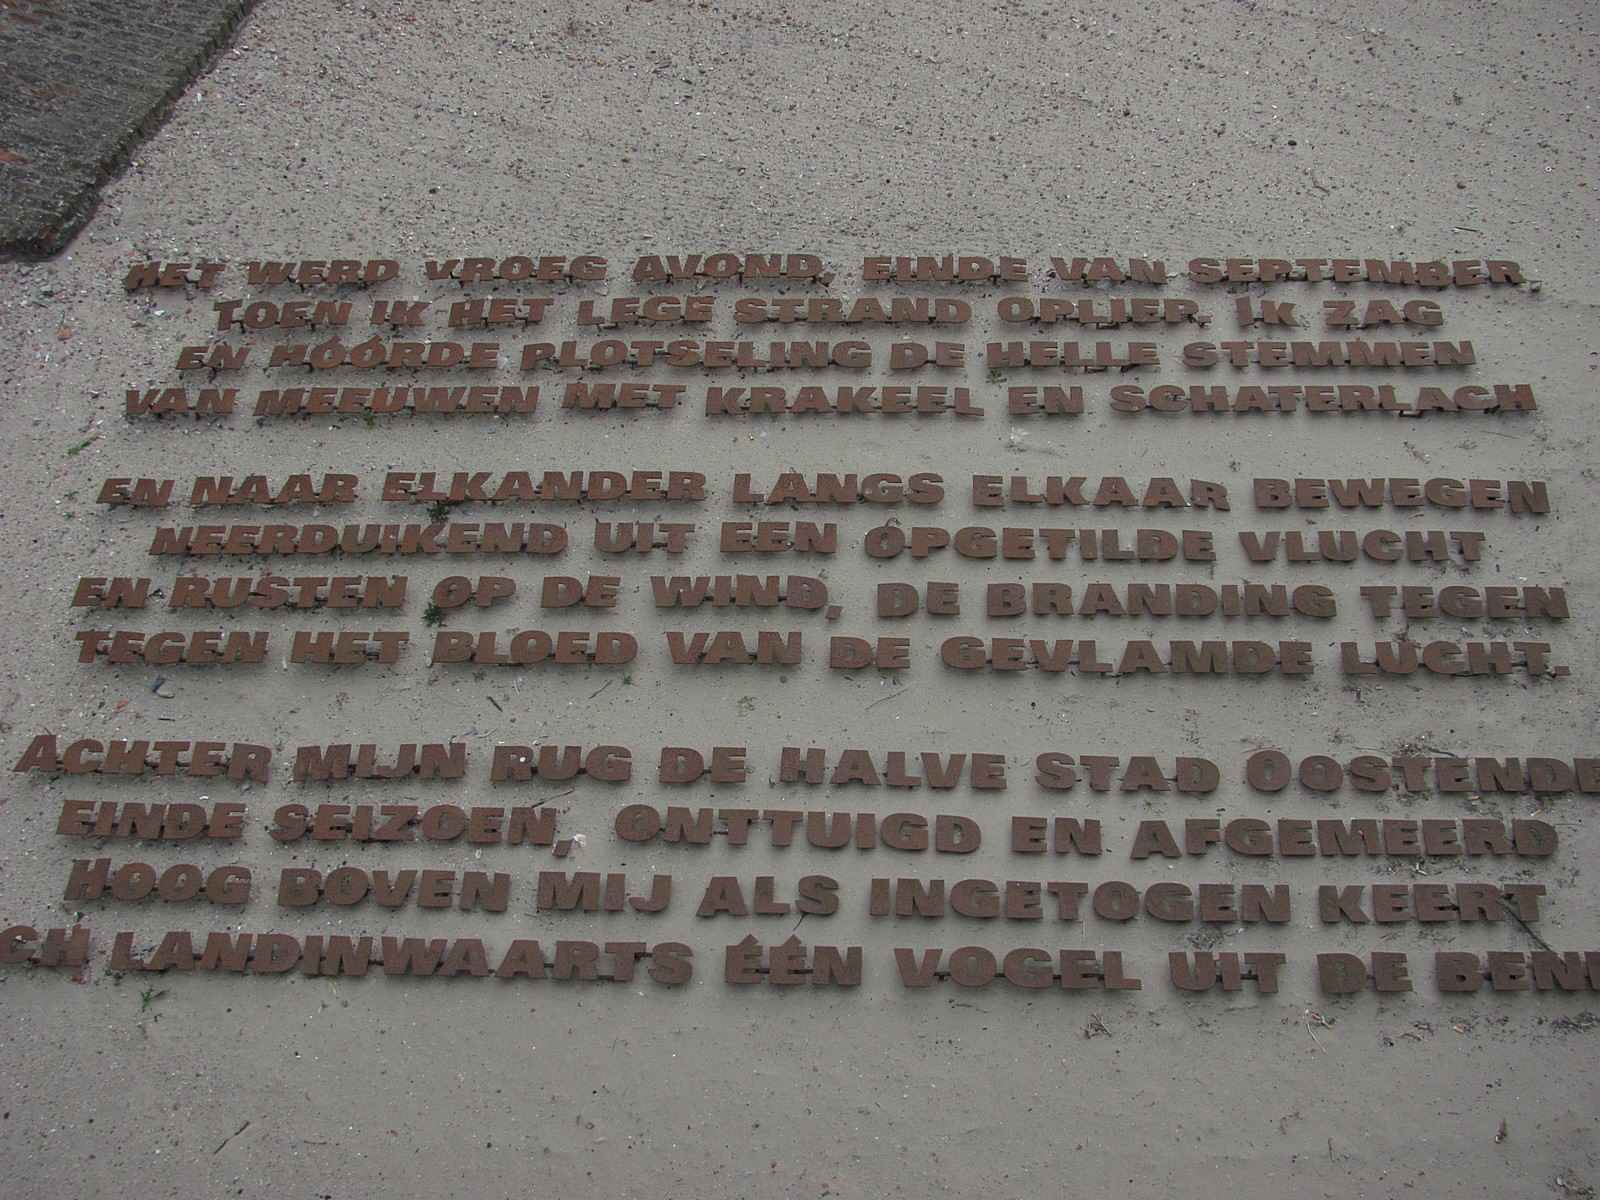 HET WERD VROEG AVOND, EINDE VAN SEPTEMBER,
TOEN IK HET LEGE STRAND OPLIEP. IK ZAG
EN HÓÓRDE PLOTSELING DE HELLE STEMMEN
VAN MEEUWEN MET KRAKEEL EN SCHATERLACH
EN NAAR ELKANDER LANGS ELKAAR BEWEGEN
NEERDUIKEND UIT EEN OPGETILDE VLUCHT
EN RUSTEN OP DE WIND, DE BRANDING TEGEN
TEGEN HET BLOED VAN DE GEVLAMDE LUCHT.
ACHTER MIJN RUG DE HALVE STAD OOSTENDE
EINDE SEIZOEN, ONTTUIGD EN AFGEMEERD
HOOG BOVEN MIJ ALS INGETOGEN KEERT
CH LANDINWAARTS ÉÉN VOGEL UIT DE